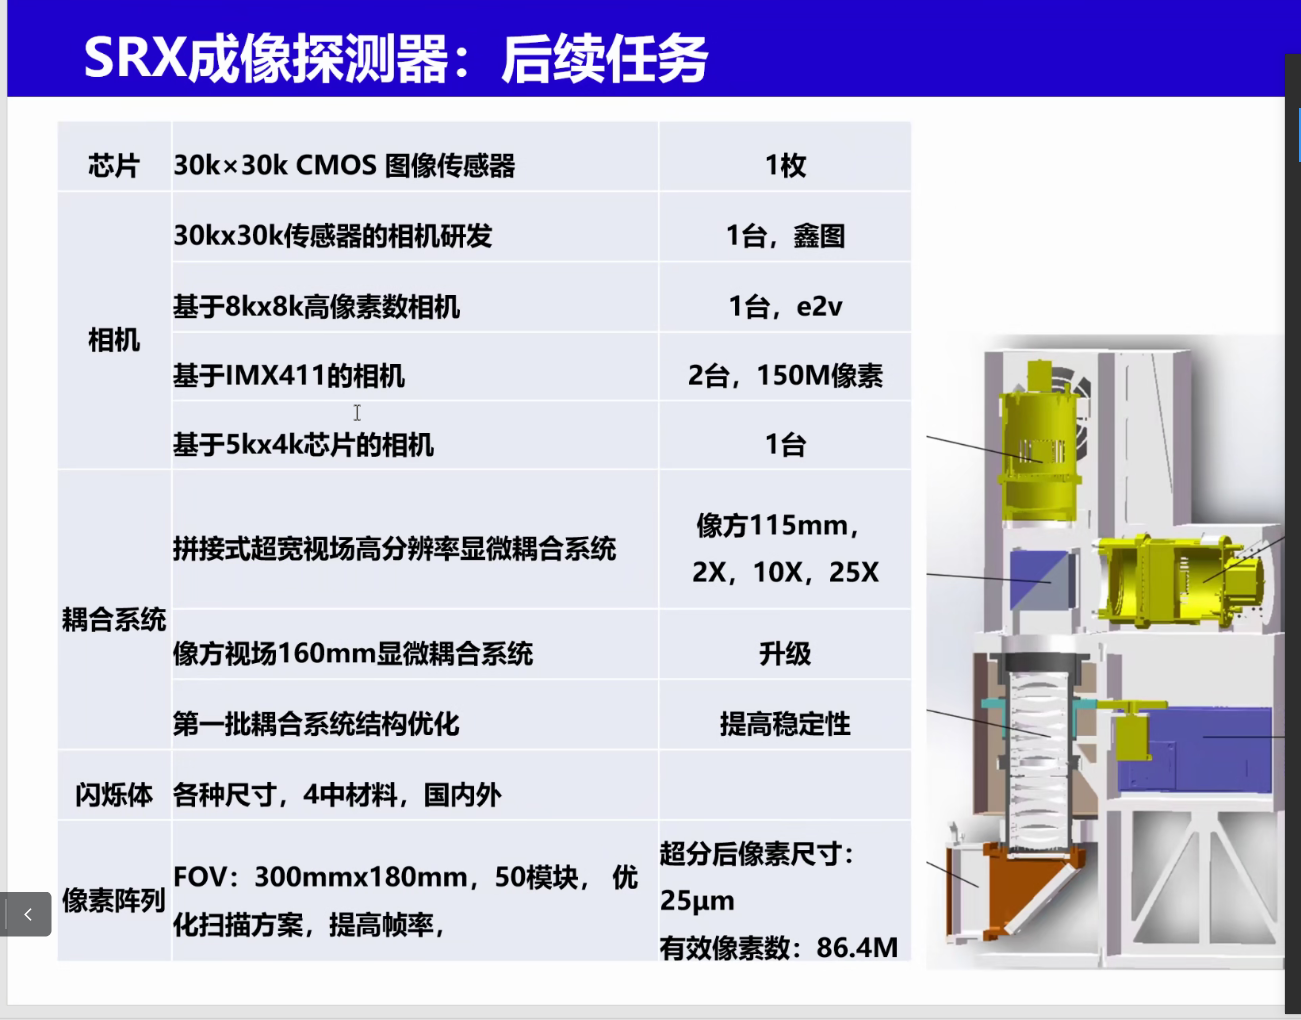 SRX成像探测器：后续任务
芯片
30k×30k CMOS 图像传感器
1枚
相机
30kx30k传感器的相机研发
1台，鑫图
基于8kx8k高像素数相机
1台，e2v
基于IMX411的相机
2台，150M像素
基于5kx4k芯片的相机
1台
耦合系统
拼接式超宽视场高分辨率显微耦合系统
像方115mm，
2X，10X，25X
像方视场160mm显微耦合系统
升级
第一批耦合系统结构优化
提高稳定性
闪烁体
各种尺寸，4中材料，国内外
像素阵列
FOV：300mmx180mm，50模块， 优
化扫描方案，提高帧率，
超分后像素尺寸：
25μm
有效像素数：86.4M